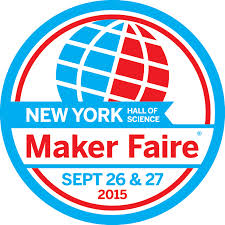 NEW YORK HALL OF SCIENCE
Maker Faire®
SEPT 26 & 27
2015